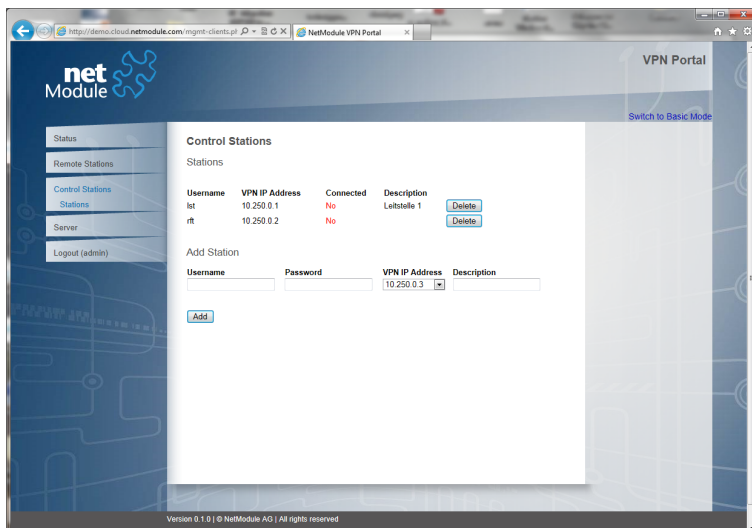 http://demo.cloud.netmodule.com/mgmt-clients.pl
NetModule VPN Portal
net
Module
VPN Portal
Switch to Basic Mode
Status
Remote Stations
Control Stations
Stations
Server
Logout (admin)
Control Stations
Stations
Username VPN IP Address Connected Description
lst 10.250.0.1 No Leitstelle 1 Delete
rft 10.250.0.2 No Delete
Add Station
Username Password VPN IP Address Description
10.250.0.3
Add
Version 0.1.0 | © NetModule AG | All rights reserved